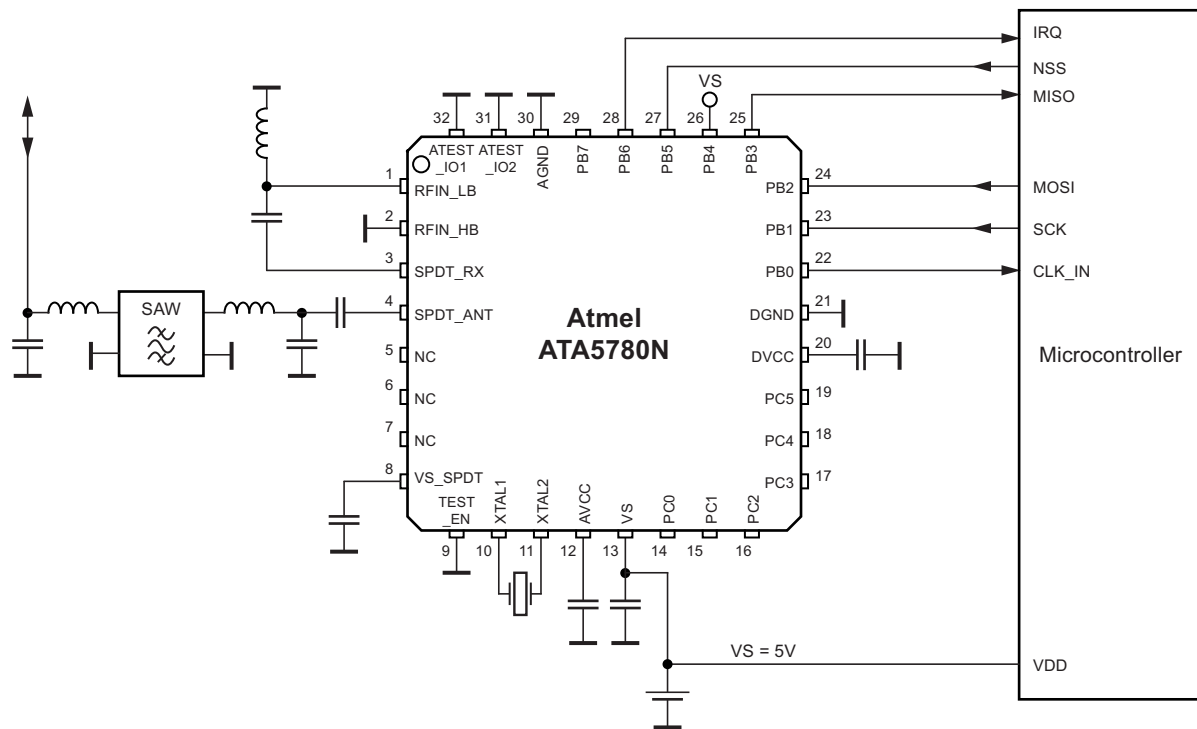 IRQ
NSS
MISO
VS
32
31
30
29
28
27
26
25
ATEST
_IO1
ATEST
_IO2
AGND
PB7
PB6
PB5
PB4
PB3
1
RFIN_LB
PB2
24
MOSI
2
RFIN_HB
PB1
23
SCK
3
SPDT_RX
PB0
22
CLK_IN
SAW
4
SPDT_ANT
Atmel
ATA5780N
DGND
21
5
NC
DVCC
20
Microcontroller
6
NC
PC5
19
7
NC
PC4
18
8
VS_SPDT
PC3
17
TEST
_EN
XTAL1
XTAL2
AVCC
VS
PC0
PC1
PC2
9
10
11
12
13
14
15
16
VS = 5V
VDD